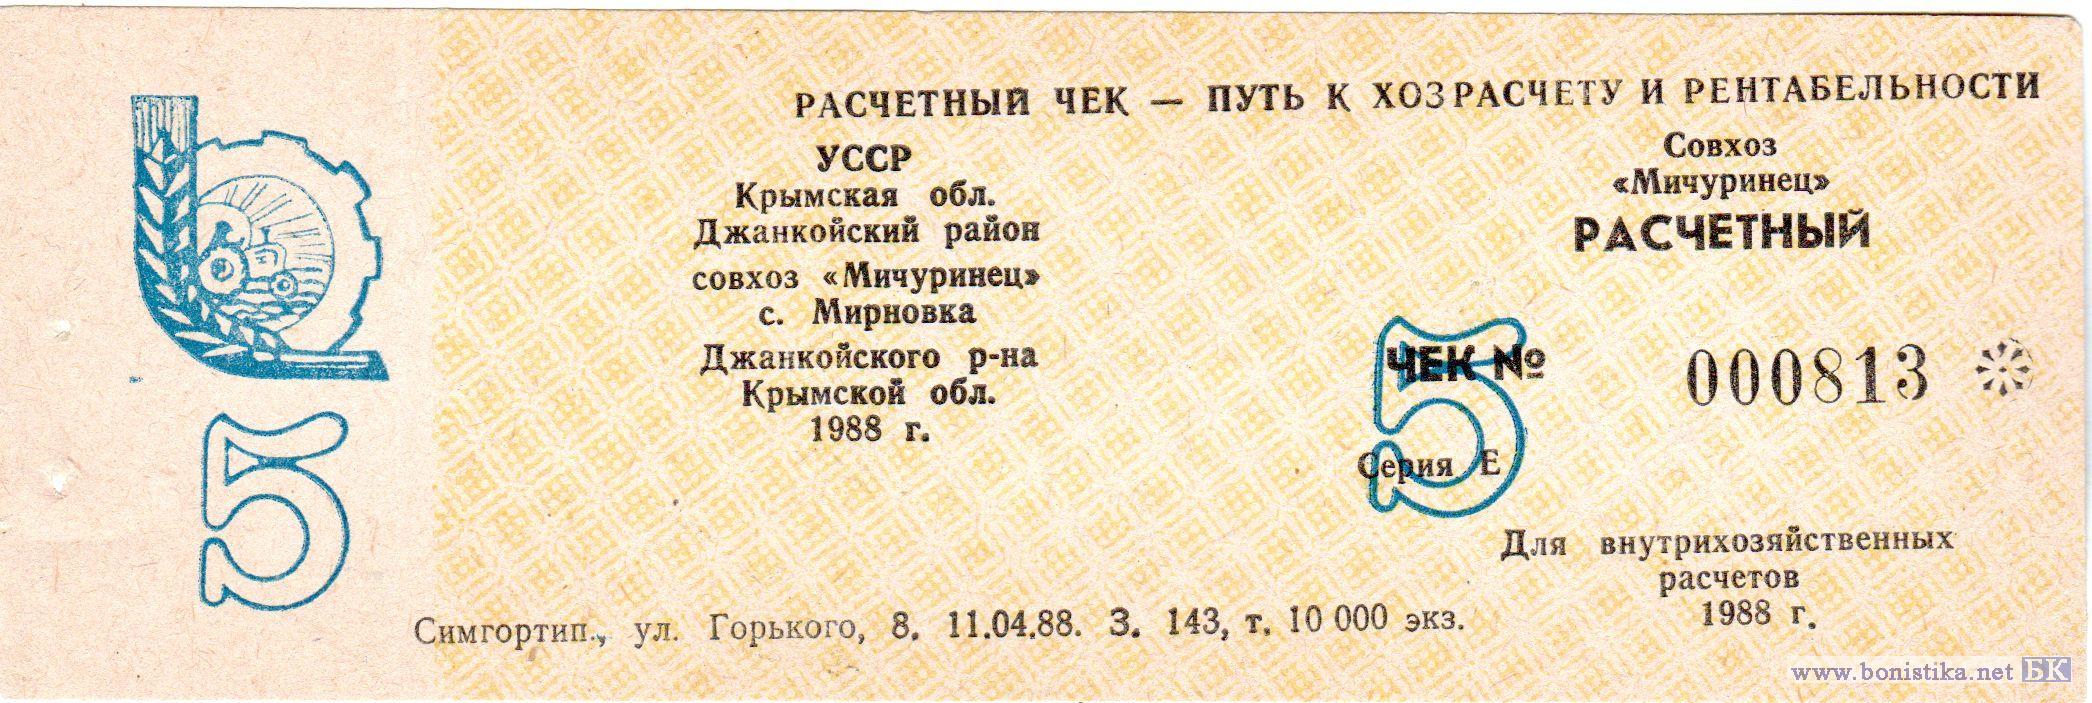 РАСЧЕТНЫЙ ЧЕК — ПУТЬ К ХОЗРАСЧЕТУ И РЕНТАБЕЛЬНОСТИ
УССР
Крымская обл.
Джанкойский район
совхоз «Мичуринец»
с. Мирновка
Джанкойского р-на
Крымской обл.
1988 г.
Совхоз
«Мичуринец»
РАСЧЕТНЫЙ
ЧЕК № 000813
5
Серия Е
5
Для внутрихозяйственных
расчетов
1988 г.
Симгортип., ул. Горького, 8. 11.04.88. З. 143, т. 10 000 экз.
www.bonistika.net БК